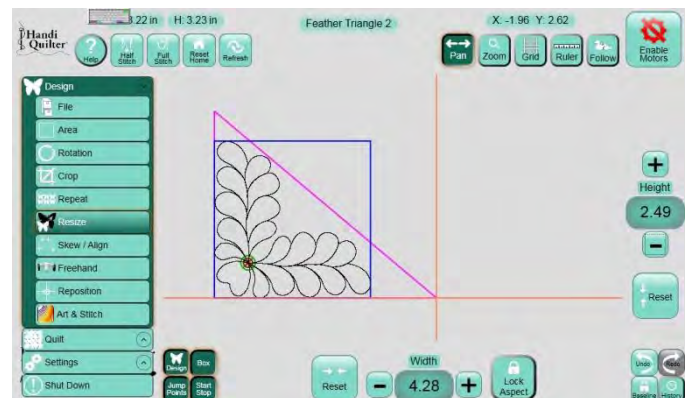 Handi
Quilter
3.22 in H: 3.23 in
Feather Triangle 2
X: -1.96 Y: 2.62
Help
Half
Stitch
Full
Stitch
Reset
Home
Refresh
Pan
Zoom
Grid
Ruler
Follow
Enable
Motors
Design
File
Area
Rotation
Crop
Repeat
Resize
Skew / Align
Freehand
Reposition
Art & Stitch
Quilt
Settings
Shut Down
Height
2.49
Reset
Design
Box
Jump
Points
Start
Stop
Reset
Width
4.28
Lock
Aspect
Undo
Redo
Baseline
History